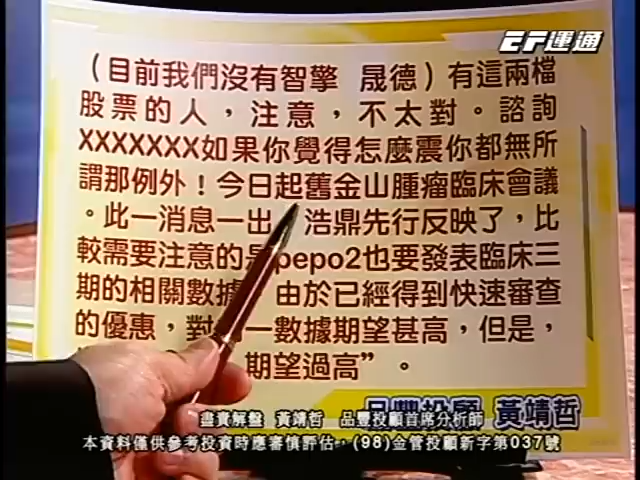 EF運通
（目前我們沒有智擎 晟德）有這兩檔
股票的人，注意，不太對。諮詢
XXXXXXX如果你覺得怎麼震你都無所
謂那例外！今日起舊金山腫瘤臨床會議
。此一消息一出，浩鼎先行反映了，比
較需要注意的是pepo2也要發表臨床三
期的相關數據 由於已經得到快速審查
的優惠，對 一數據期望甚高，但是，
期望過高”。
品豐投顧 黃靖哲
盡責解盤 黃靖哲 品豐投顧首席分析師
本資料僅供參考投資時應審慎評估 (98)金管投顧新字第037號